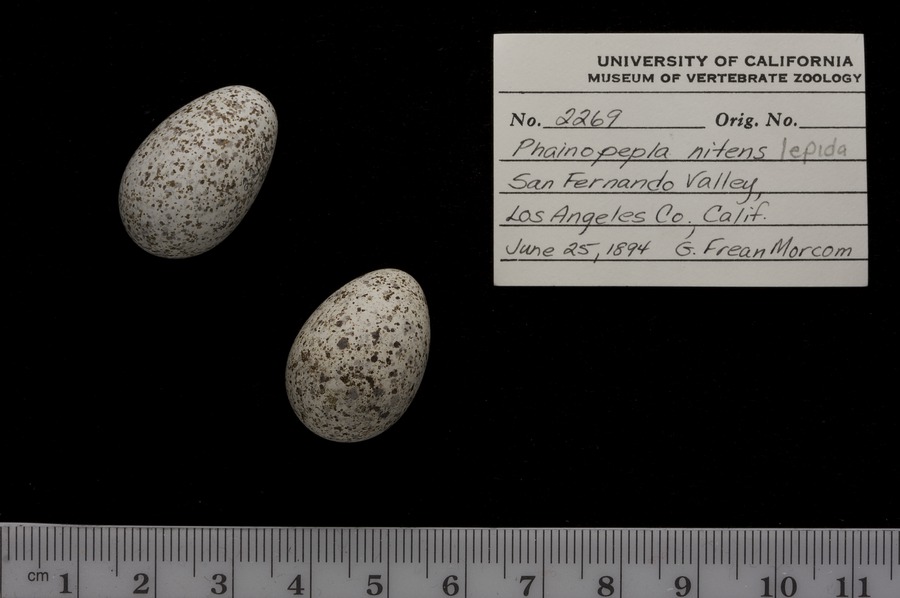 UNIVERSITY OF CALIFORNIA
MUSEUM OF VERTEBRATE ZOOLOGY
No. 2269 Orig. No.
Phainopepla nitens lepida
San Fernando Valley,
Los Angeles Co., Calif.
June 25, 1894 G. Frean Morcom
cm 1 2 3 4 5 6 7 8 9 10 11